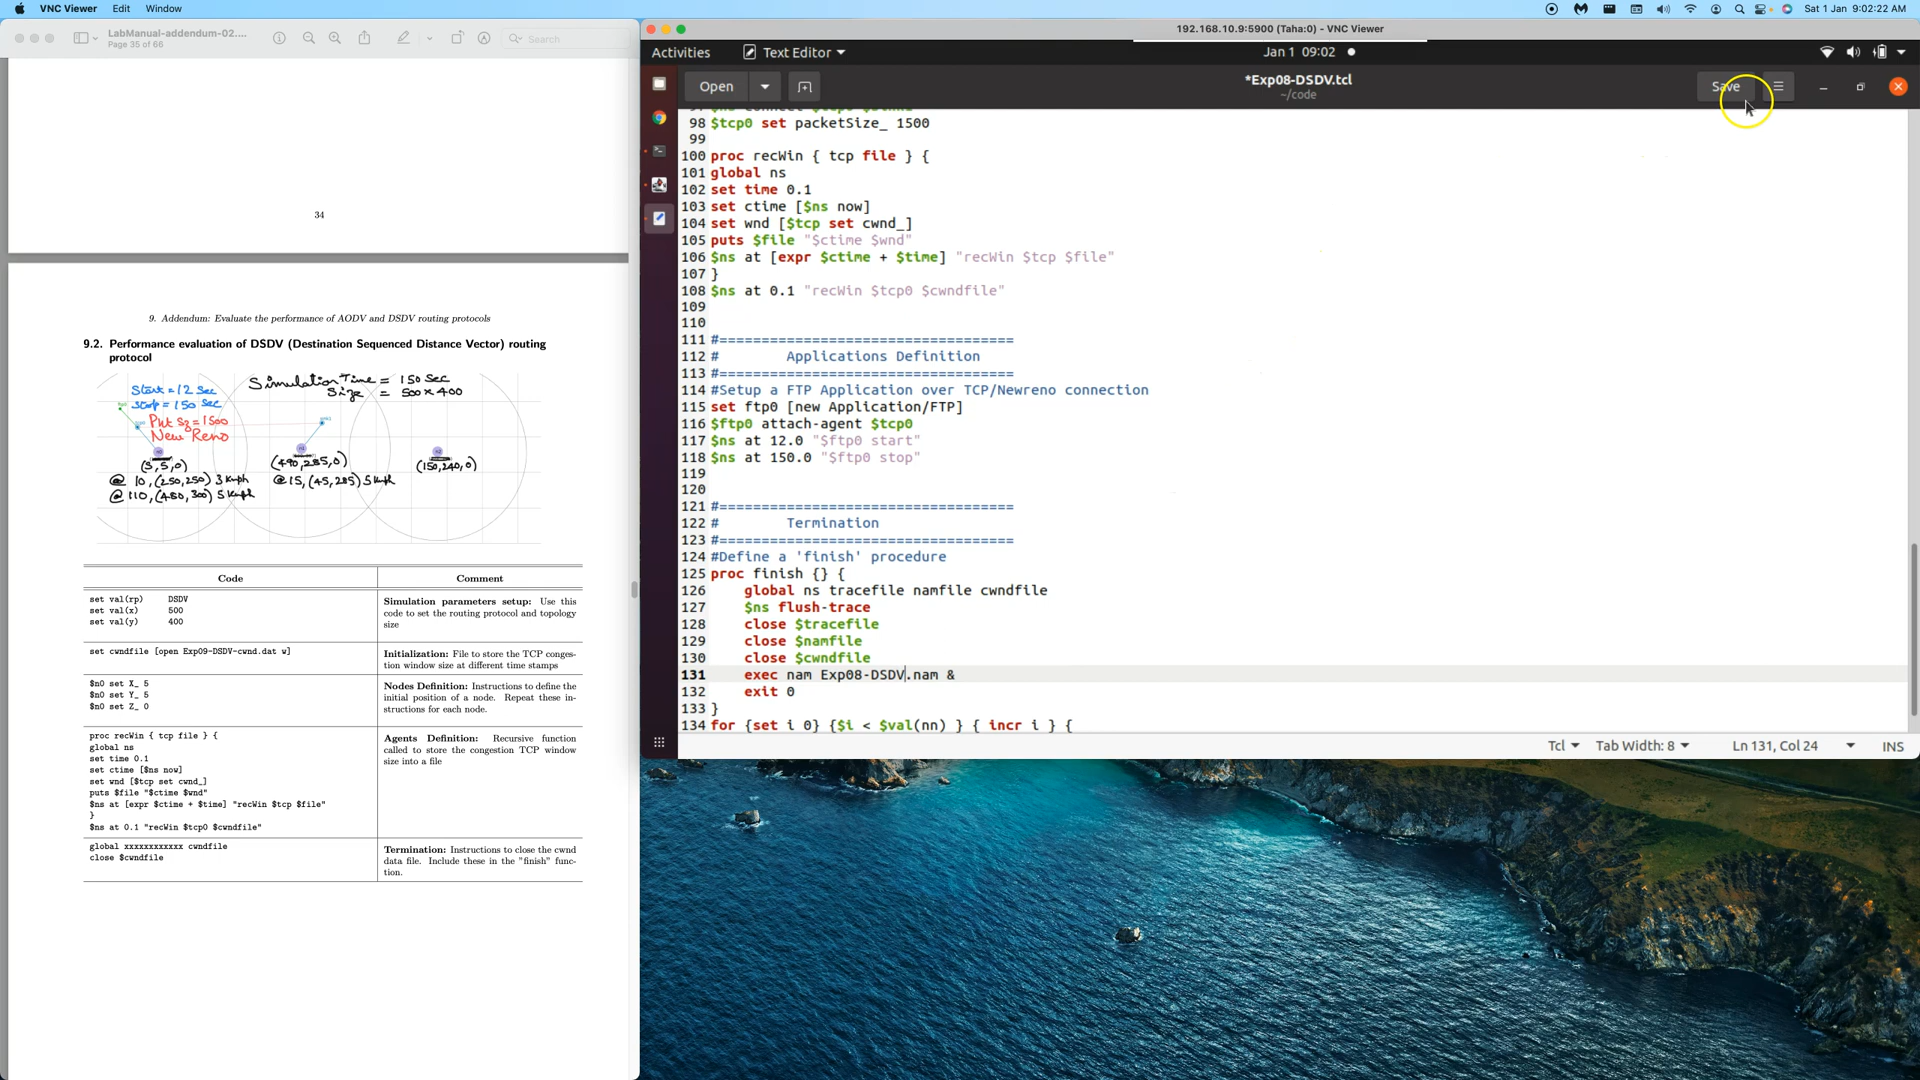 VNC Viewer Edit Window
Sat 1 Jan 9:02:22 AM
LabManual-addendum-02....
Page 35 of 66
Search
34
9. Addendum: Evaluate the performance of AODV and DSDV routing protocols
9.2. Performance evaluation of DSDV (Destination Sequenced Distance Vector) routing
protocol
Simulation Time = 150 Sec
Size = 500 x 400
Start = 12 Sec
Stop = 150 Sec
Pkt Sz = 1500
New Reno
(5,5,0)
(490,285,0)
(150,240,0)
@ 10, (250,250) 3 Kmph
@ 15, (45,285) 5 Kmph
@ 110, (480,300) 5 Kmph
Code Comment
set val(rp) DSDV
set val(x) 500
set val(y) 400
Simulation parameters setup: Use this
code to set the routing protocol and topology
size
set cwndfile [open Exp09-DSDV-cwnd.dat w]
Initialization: File to store the TCP conges-
tion window size at different time stamps
$n0 set X_ 5
$n0 set Y_ 5
$n0 set Z_ 0
Nodes Definition: Instructions to define the
initial position of a node. Repeat these in-
structions for each node.
proc recWin { tcp file } {
global ns
set time 0.1
set ctime [$ns now]
set wnd [$tcp set cwnd_]
puts $file "$ctime $wnd"
$ns at [expr $ctime + $time] "recWin $tcp $file"
}
$ns at 0.1 "recWin $tcp0 $cwndfile"
Agents Definition: Recursive function
called to store the congestion TCP window
size into a file
global xxxxxxxxxxxx cwndfile
close $cwndfile
Termination: Instructions to close the cwnd
data file. Include these in the "finish" func-
tion.
192.168.10.9:5900 (Taha:0) - VNC Viewer
Activities Text Editor Jan 1 09:02
Open *Exp08-DSDV.tcl Save
~/code
98 $tcp0 set packetSize_ 1500
99
100 proc recWin { tcp file } {
101 global ns
102 set time 0.1
103 set ctime [$ns now]
104 set wnd [$tcp set cwnd_]
105 puts $file "$ctime $wnd"
106 $ns at [expr $ctime + $time] "recWin $tcp $file"
107 }
108 $ns at 0.1 "recWin $tcp0 $cwndfile"
109
110
111 #===================================
112 # Applications Definition
113 #===================================
114 #Setup a FTP Application over TCP/Newreno connection
115 set ftp0 [new Application/FTP]
116 $ftp0 attach-agent $tcp0
117 $ns at 12.0 "$ftp0 start"
118 $ns at 150.0 "$ftp0 stop"
119
120
121 #===================================
122 # Termination
123 #===================================
124 #Define a 'finish' procedure
125 proc finish {} {
126 global ns tracefile namfile cwndfile
127 $ns flush-trace
128 close $tracefile
129 close $namfile
130 close $cwndfile
131 exec nam Exp08-DSDV.nam &
132 exit 0
133 }
134 for {set i 0} {$i < $val(nn) } { incr i } {
Tcl Tab Width: 8 Ln 131, Col 24 INS